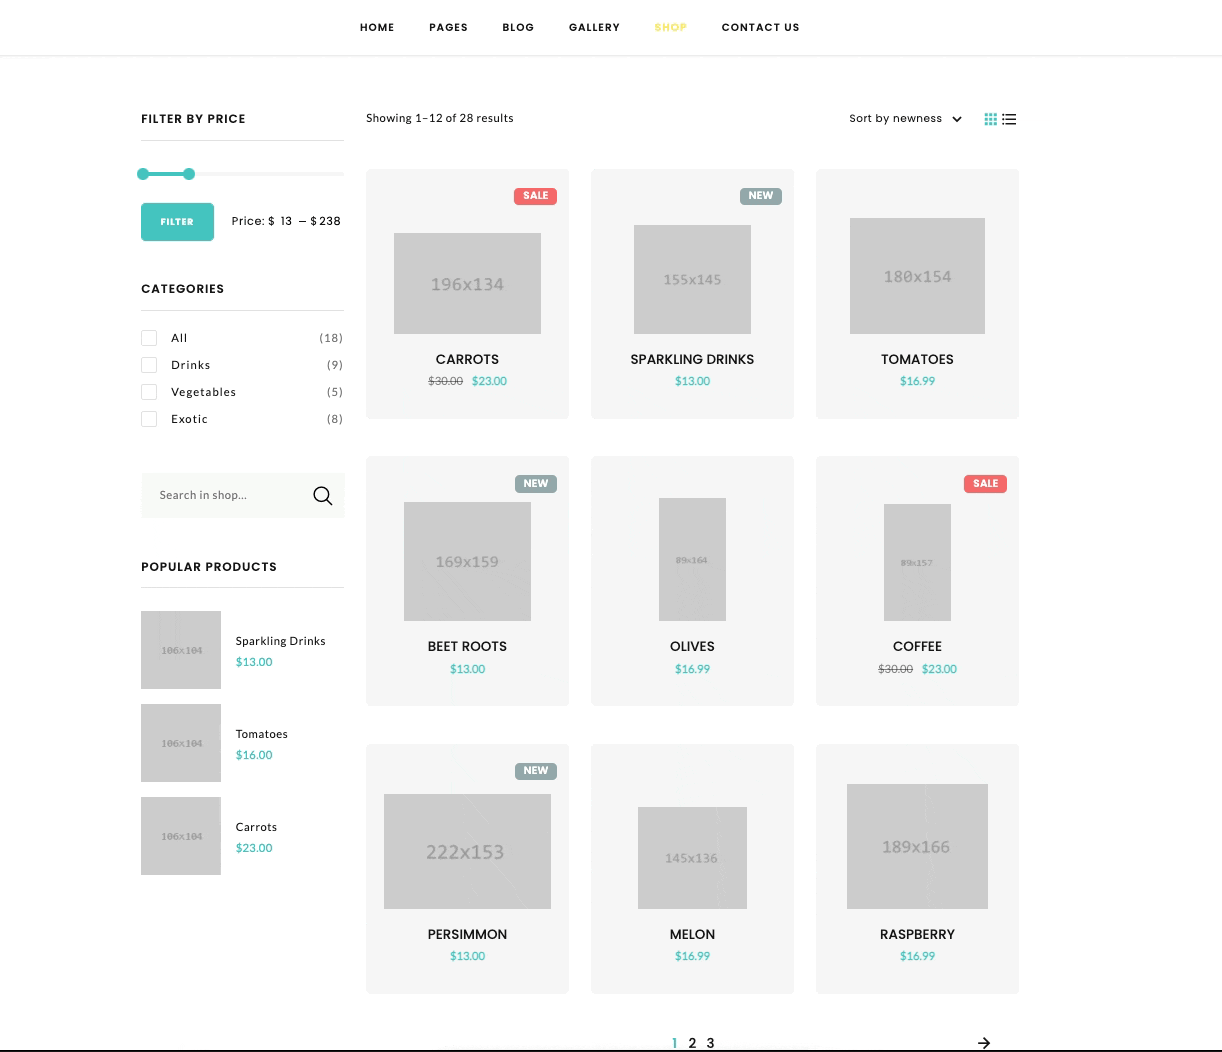 HOME PAGES BLOG GALLERY SHOP CONTACT US
FILTER BY PRICE
FILTER Price: $ 13 – $ 238
CATEGORIES
All (18)
Drinks (9)
Vegetables (5)
Exotic (8)
Search in shop...
POPULAR PRODUCTS
106x104
Sparkling Drinks
$13.00
106x104
Tomatoes
$16.00
106x104
Carrots
$23.00
Showing 1–12 of 28 results
Sort by newness
SALE
196x134
CARROTS
$30.00 $23.00
NEW
155x145
SPARKLING DRINKS
$13.00
180x154
TOMATOES
$16.99
NEW
169x159
BEET ROOTS
$13.00
89x164
OLIVES
$16.99
SALE
89x157
COFFEE
$30.00 $23.00
NEW
222x153
PERSIMMON
$13.00
145x136
MELON
$16.99
189x166
RASPBERRY
$16.99
1 2 3